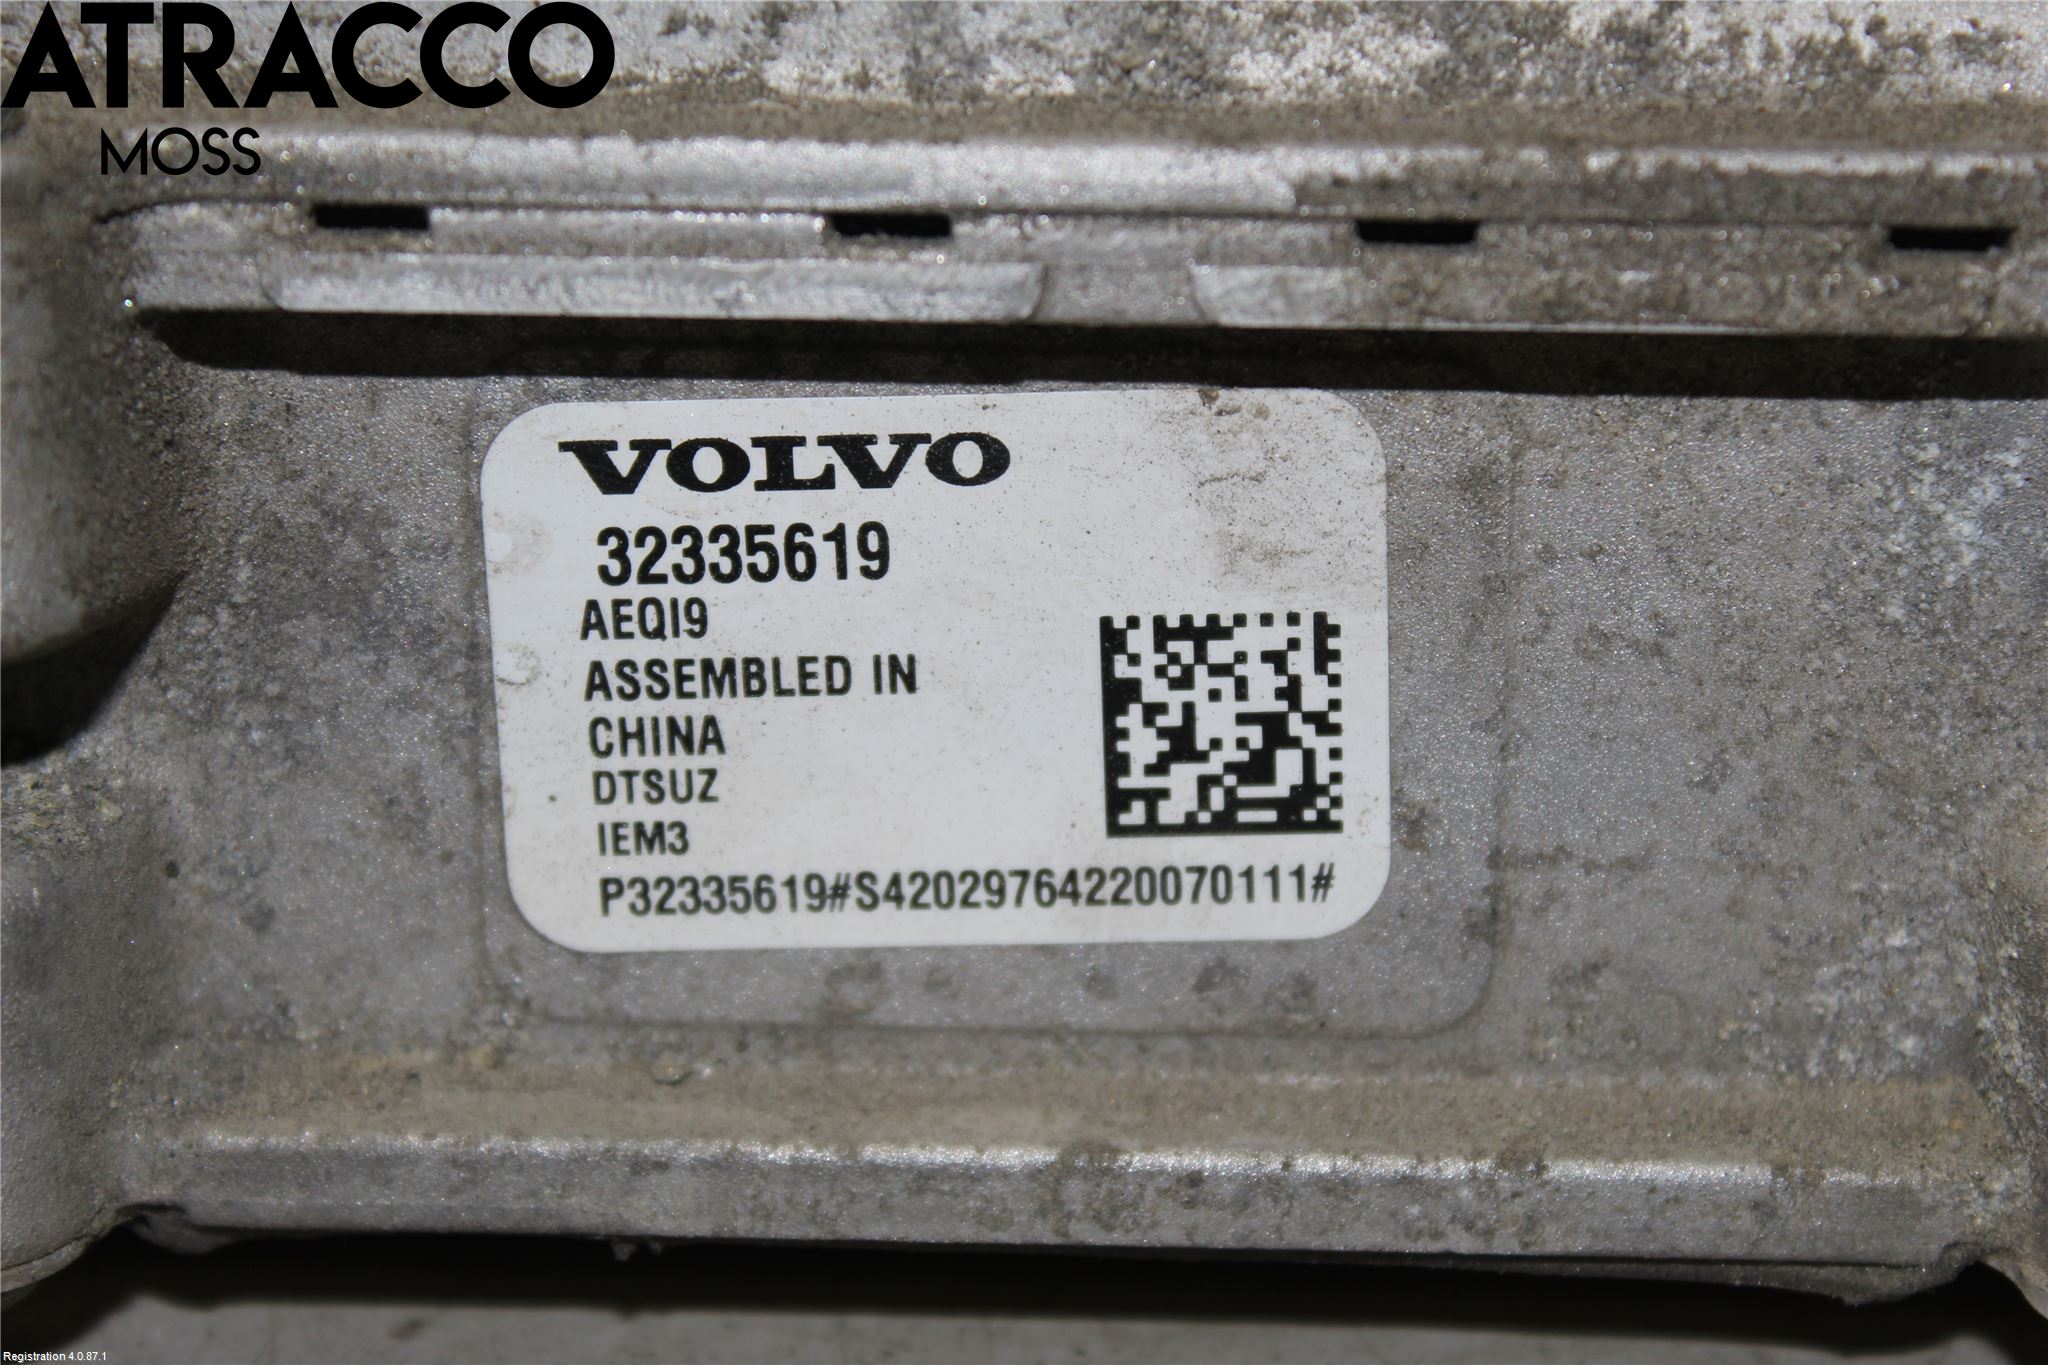 ATRACCO
MOSS
VOLVO
32335619
AEQI9
ASSEMBLED IN
CHINA
DTSUZ
IEM3
P32335619#S42029764220070111#
Registration 4.0.87.1